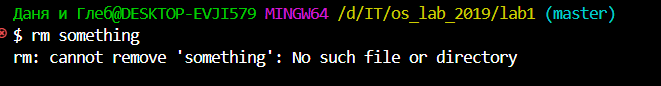 Даня и Глеб@DESKTOP-EVJI579 MINGW64 /d/IT/os_lab_2019/lab1 (master)
$ rm something
rm: cannot remove 'something': No such file or directory